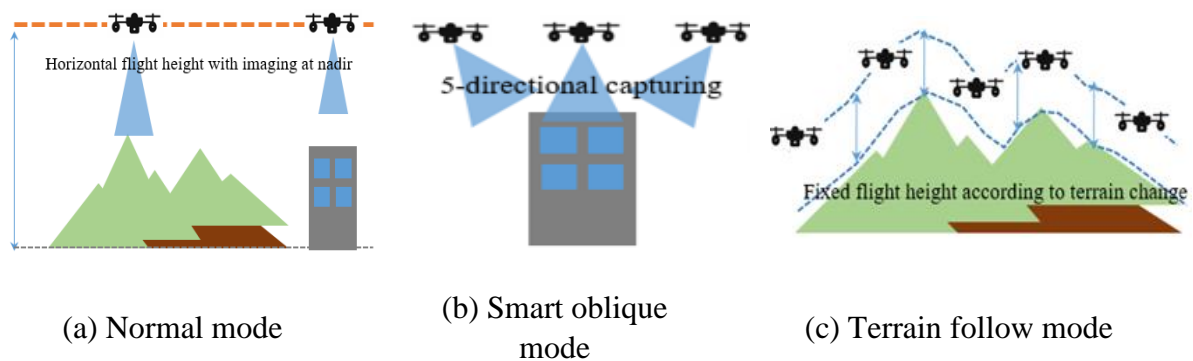 Horizontal flight height with imaging at nadir
5-directional capturing
Fixed flight height according to terrain change
(a) Normal mode
(b) Smart oblique
mode
(c) Terrain follow mode